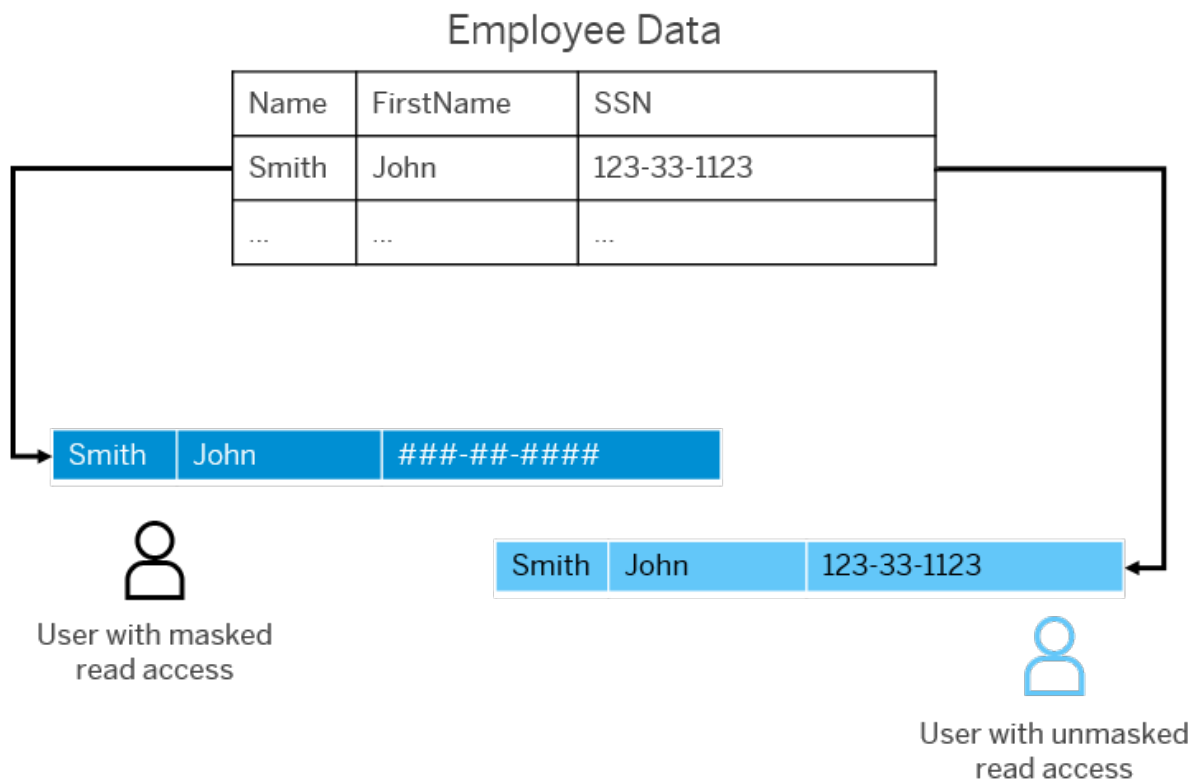 Employee Data
Name FirstName SSN
Smith John 123-33-1123
... ... ...
Smith John ###-##-####
Smith John 123-33-1123
User with masked
read access
User with unmasked
read access